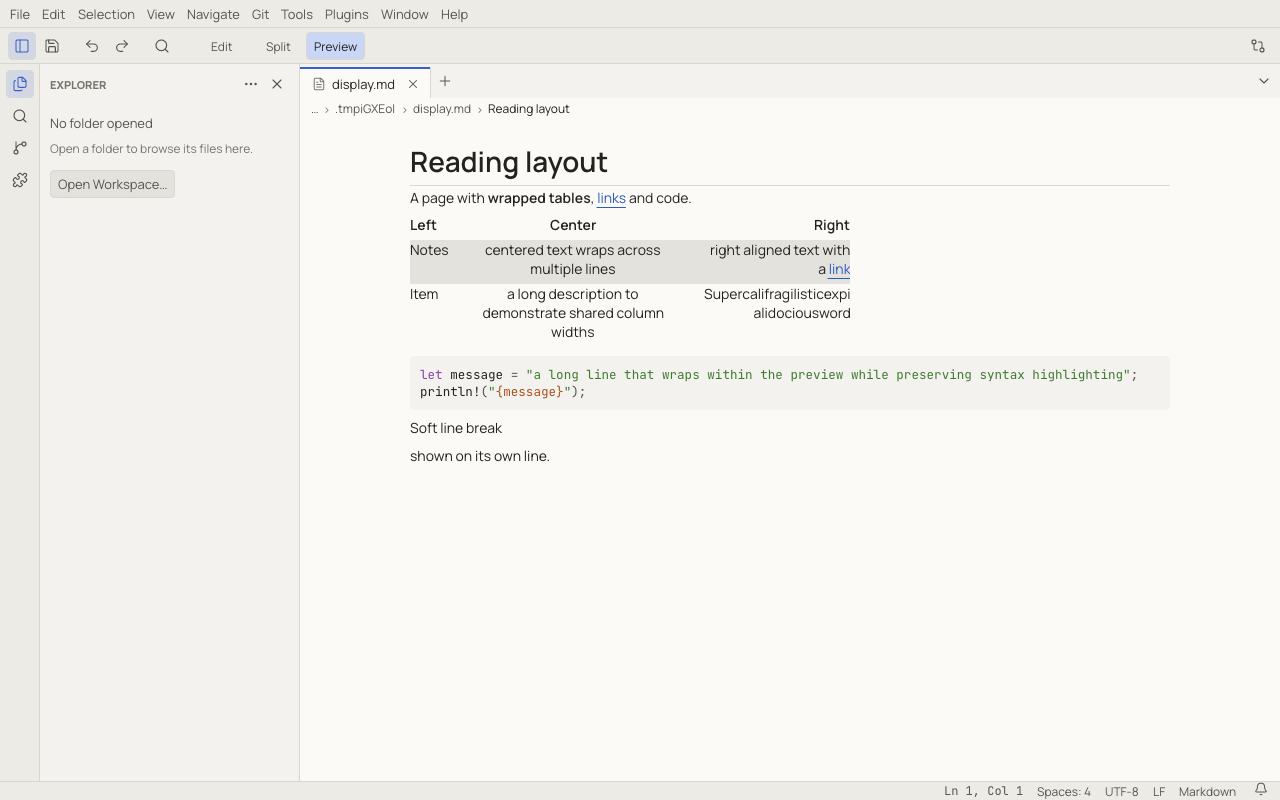 File Edit Selection View Navigate Git Tools Plugins Window Help
Edit Split Preview
EXPLORER
No folder opened
Open a folder to browse its files here.
Open Workspace...
display.md
… › .tmpiGXEol › display.md › Reading layout
Reading layout
A page with wrapped tables, links and code.
Left Center Right
Notes centered text wraps across right aligned text with
multiple lines a link
Item a long description to Supercalifragilisticexpi
demonstrate shared column alidociousword
widths
let message = "a long line that wraps within the preview while preserving syntax highlighting";
println!("{message}");
Soft line break
shown on its own line.
Ln 1, Col 1 Spaces: 4 UTF-8 LF Markdown